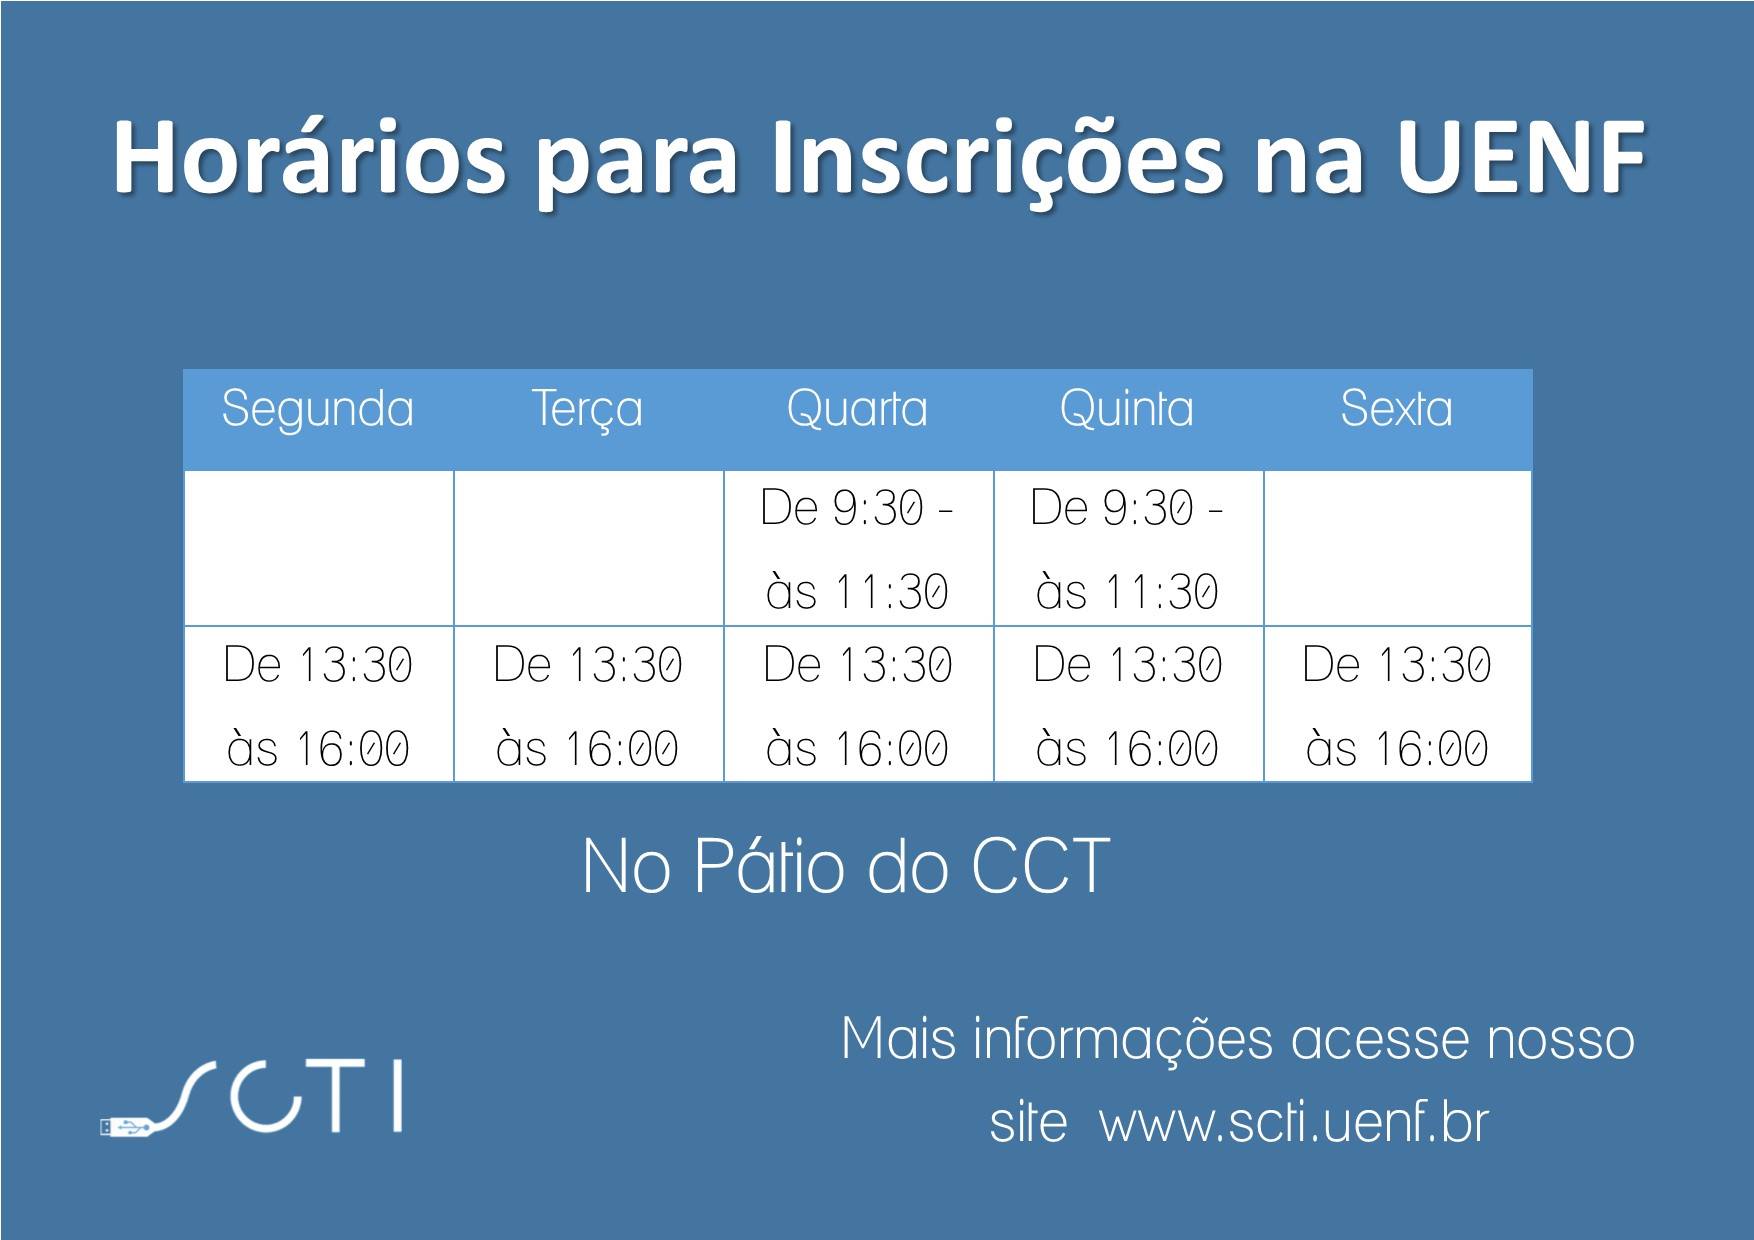 Horários para Inscrições na UENF
Segunda Terça Quarta Quinta Sexta
De 9:30 - De 9:30 -
às 11:30 às 11:30
De 13:30 De 13:30 De 13:30 De 13:30 De 13:30
às 16:00 às 16:00 às 16:00 às 16:00 às 16:00
No Pátio do CCT
Mais informações acesse nosso
site www.scti.uenf.br
SCTI